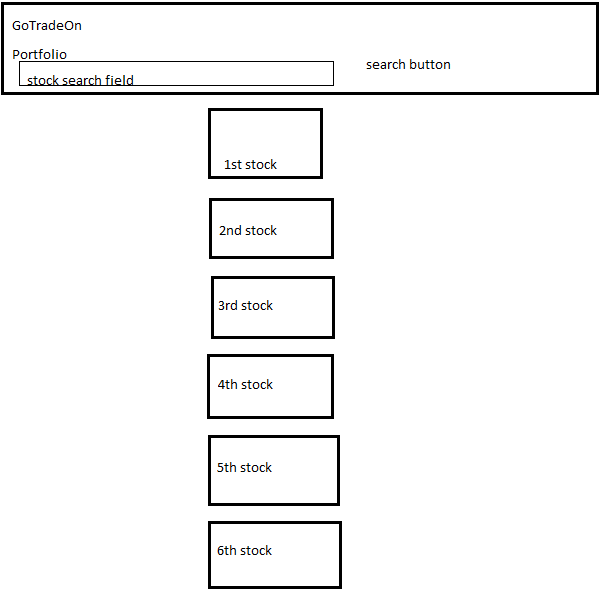 GoTradeOn
Portfolio
search button
stock search field
1st stock
2nd stock
3rd stock
4th stock
5th stock
6th stock